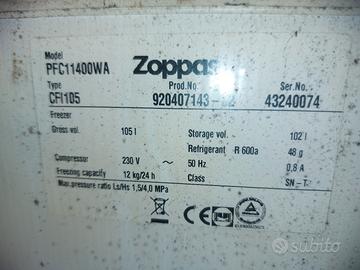 Model
PFC11400WA
Zoppas
Type
Prod.No.
Ser.No.
CFI105
920407143-
43240074
Freezer
Gross vol. 105 l Storage vol. 102 l
Refrigerant R 600a 48 g
Compressor 230 V ~ 50 Hz 0,8 A
Freezing capacity 12 kg/24 h Class SN - T
Max. pressure ratio Ls/Hs 1,5/4,0 MPa
CE
subito